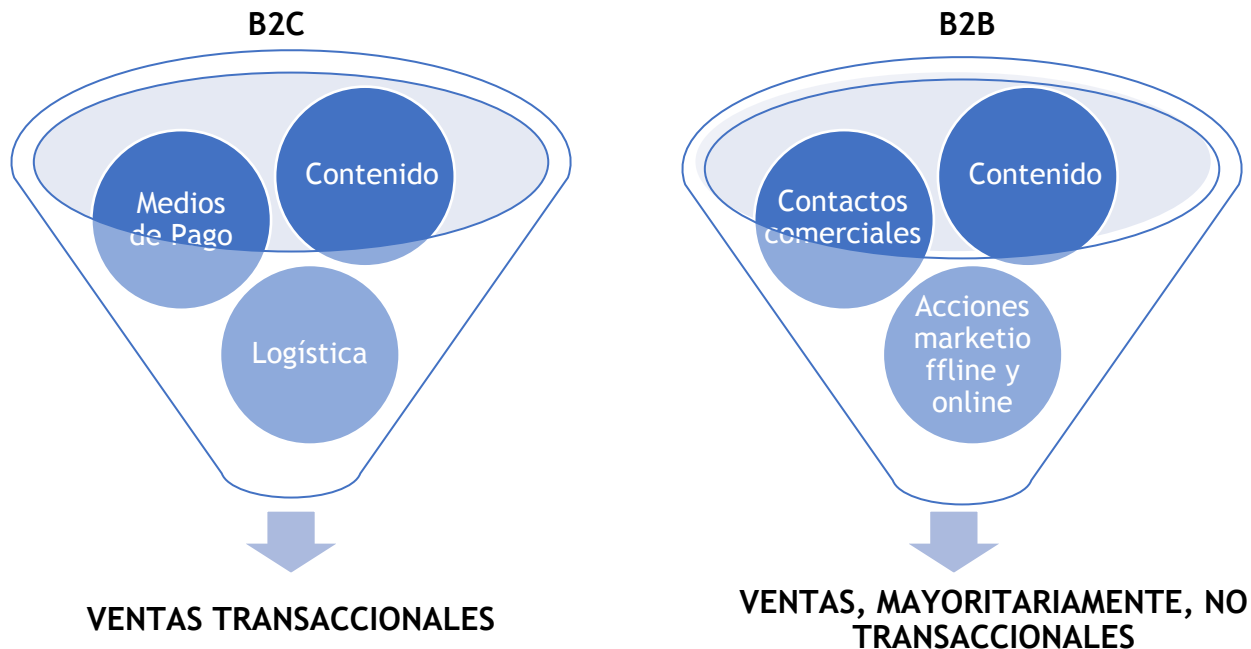 B2C
Contenido
Medios
de Pago
Logística
VENTAS TRANSACCIONALES
B2B
Contenido
Contactos
comerciales
Acciones
marketio
ffline y
online
VENTAS, MAYORITARIAMENTE, NO
TRANSACCIONALES